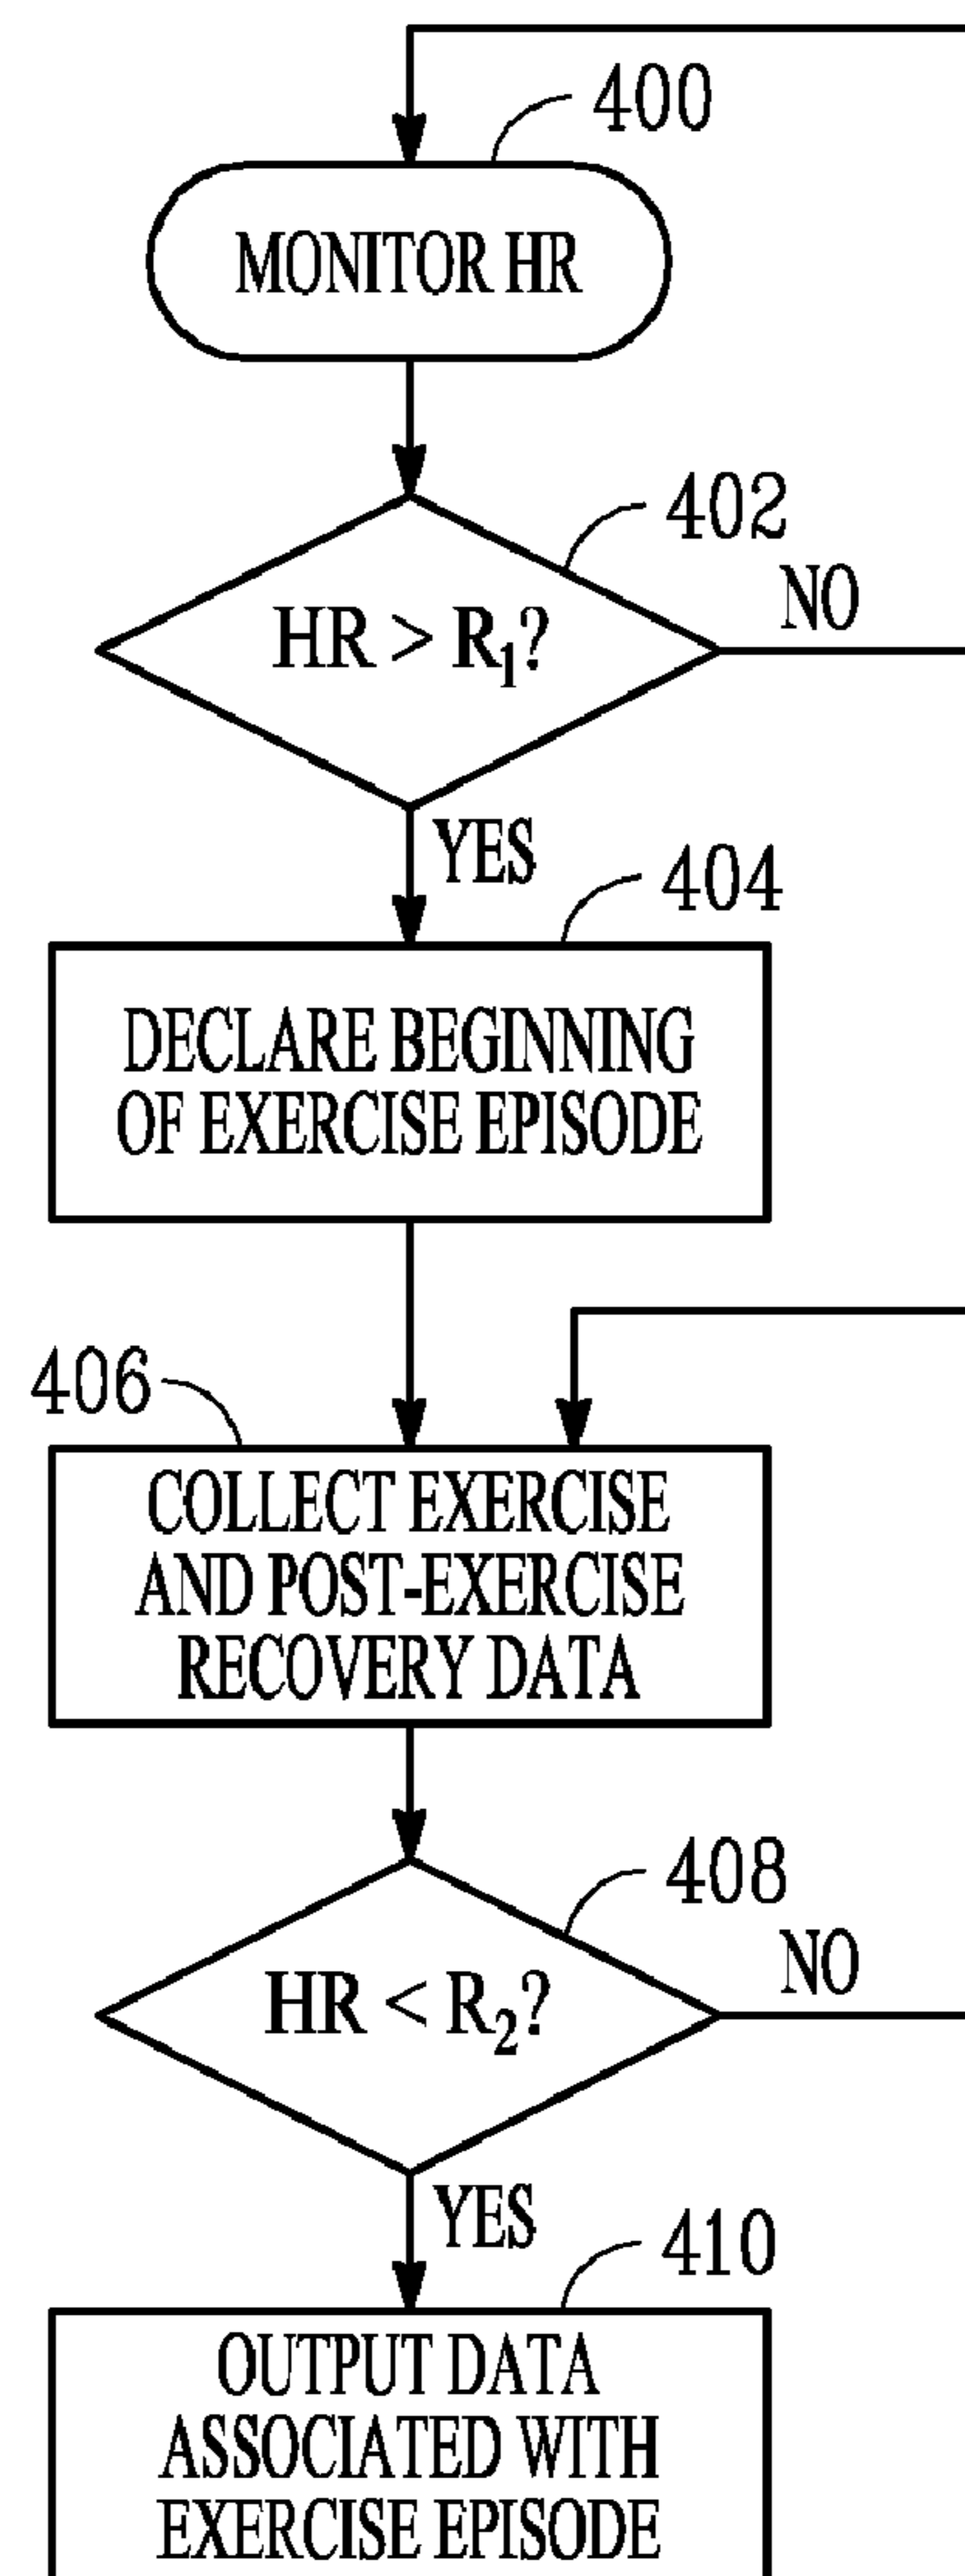 400
MONITOR HR
402
HR > R₁?
NO
YES
404
DECLARE BEGINNING
OF EXERCISE EPISODE
406
COLLECT EXERCISE
AND POST-EXERCISE
RECOVERY DATA
408
HR < R₂?
NO
YES
410
OUTPUT DATA
ASSOCIATED WITH
EXERCISE EPISODE